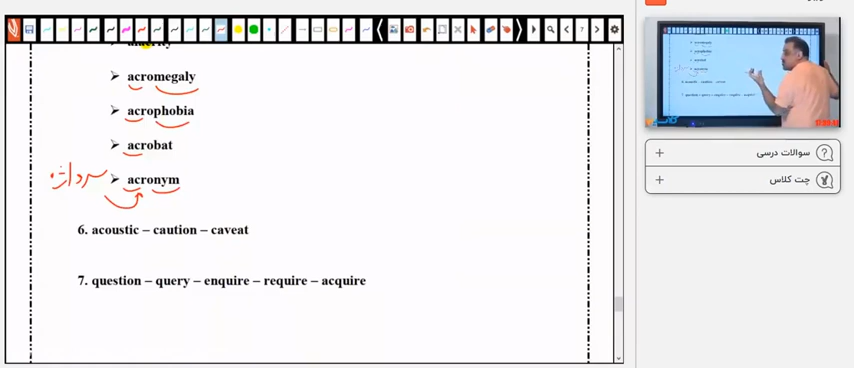 ➤ acromegaly
➤ acrophobia
➤ acrobat
سرواژه ➤ acronym
6. acoustic – caution – caveat
7. question – query – enquire – require – acquire
7
سوالات درسی
چت کلاس